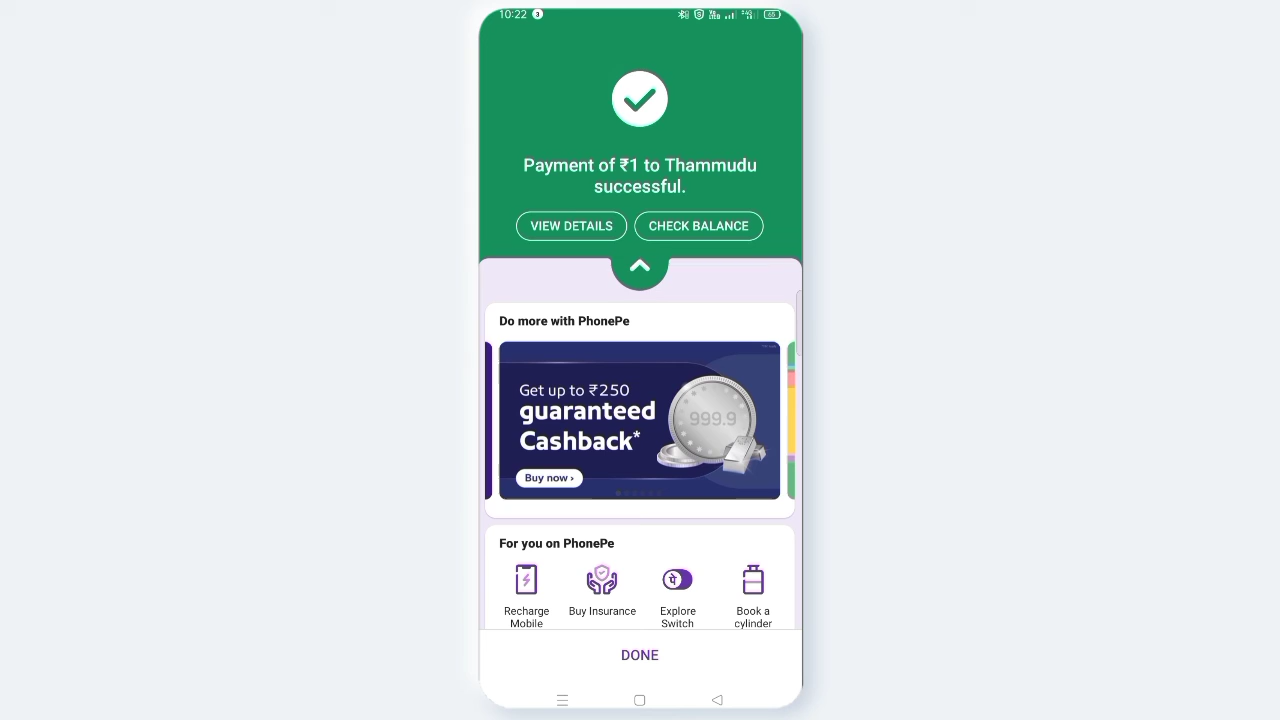 10:22 3
65
Payment of ₹1 to Thammudu
successful.
VIEW DETAILS CHECK BALANCE
Do more with PhonePe
Get up to ₹250
guaranteed
Cashback*
999.9
Buy now ›
For you on PhonePe
Recharge Mobile
Buy Insurance
Explore Switch
Book a cylinder
DONE